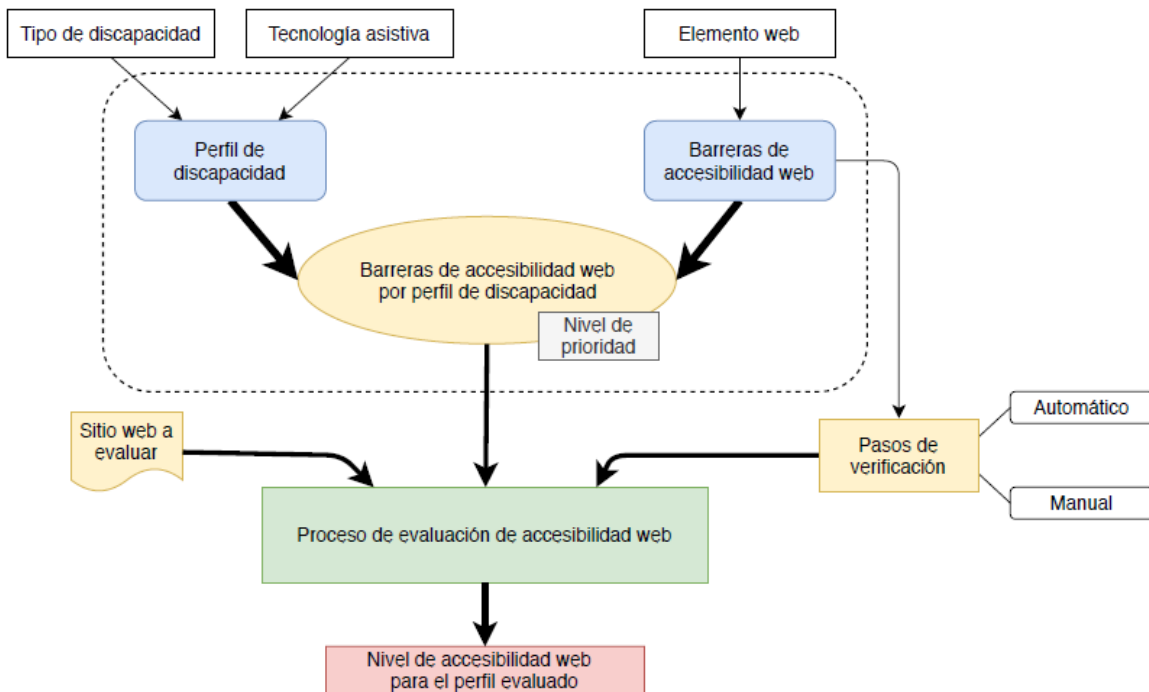 Tipo de discapacidad
Tecnología asistiva
Elemento web
Perfil de
discapacidad
Barreras de
accesibilidad web
Barreras de accesibilidad web
por perfil de discapacidad
Nivel de
prioridad
Sitio web a
evaluar
Pasos de
verificación
Automático
Manual
Proceso de evaluación de accesibilidad web
Nivel de accesibilidad web
para el perfil evaluado